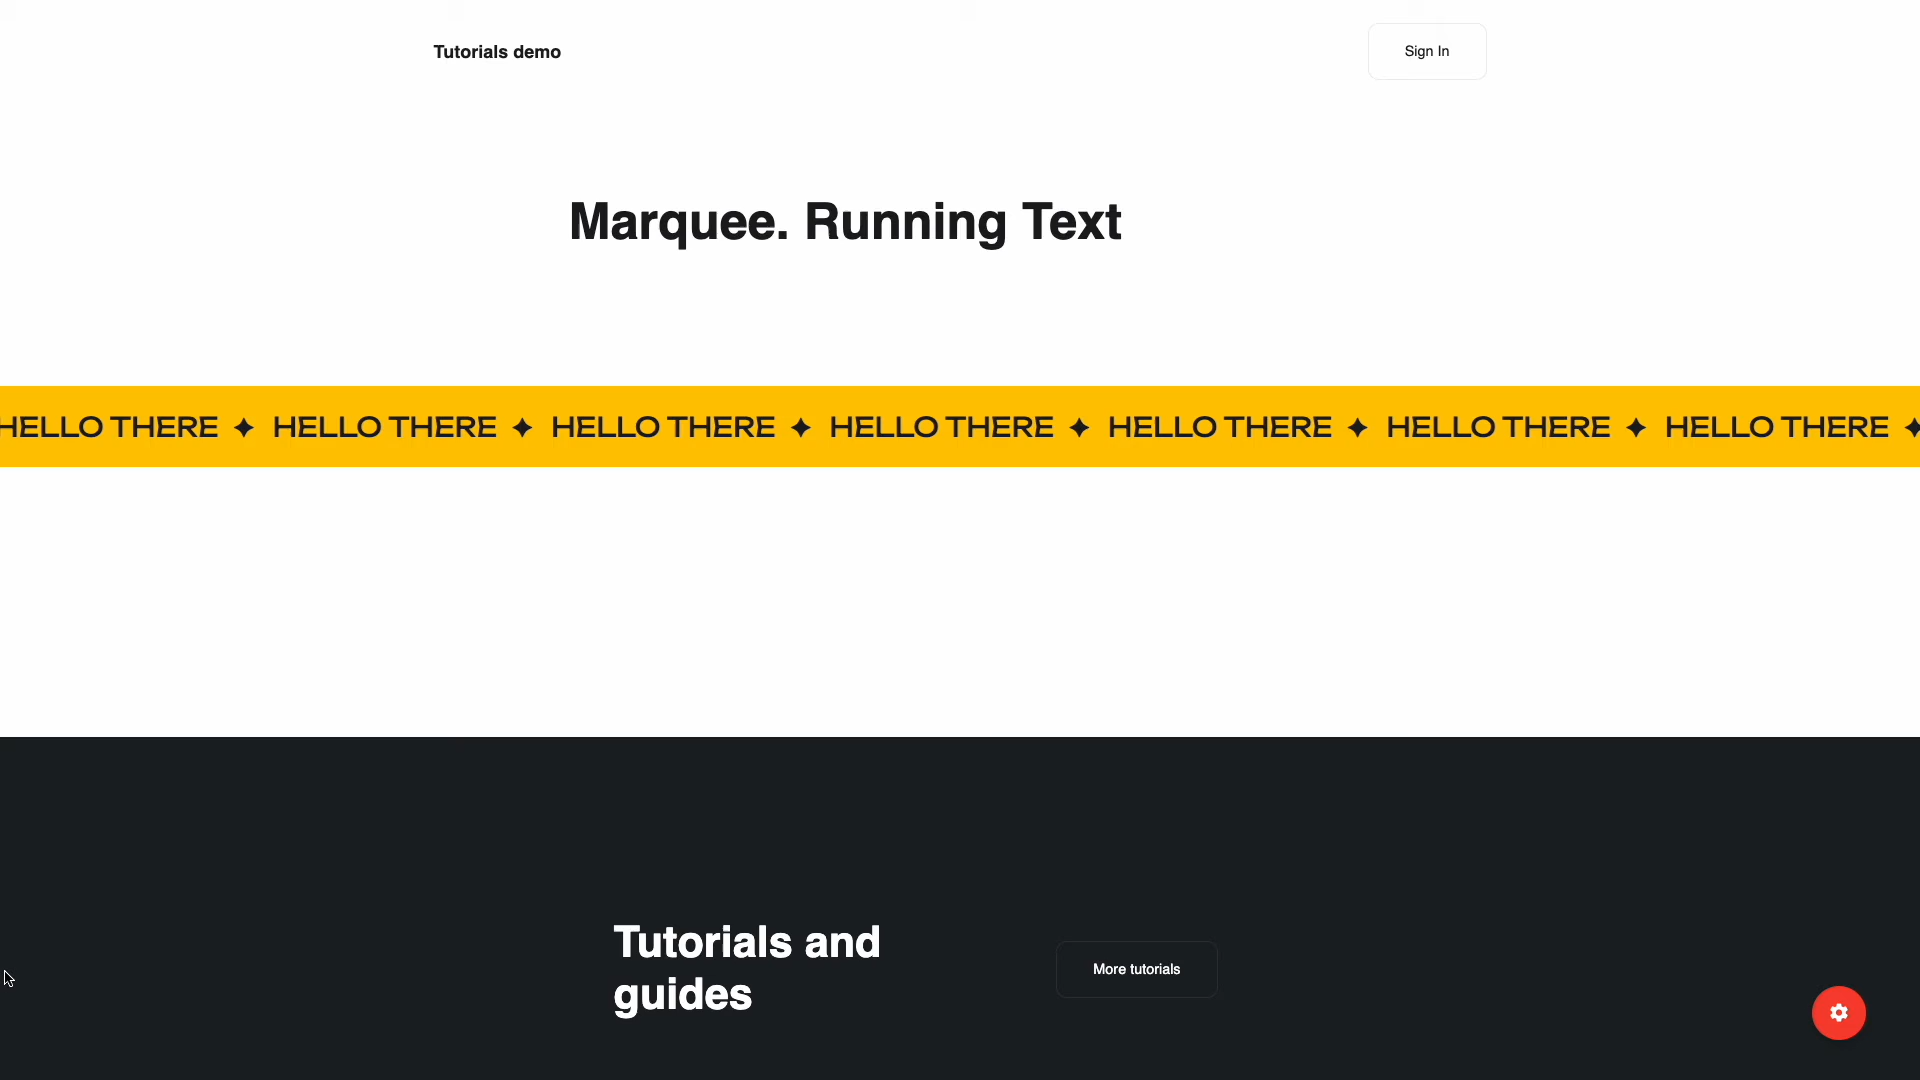 Tutorials demo
Sign In
Marquee. Running Text
HELLO THERE ✦ HELLO THERE ✦ HELLO THERE ✦ HELLO THERE ✦ HELLO THERE ✦ HELLO THERE ✦ HELLO THERE ✦
Tutorials and
guides
More tutorials